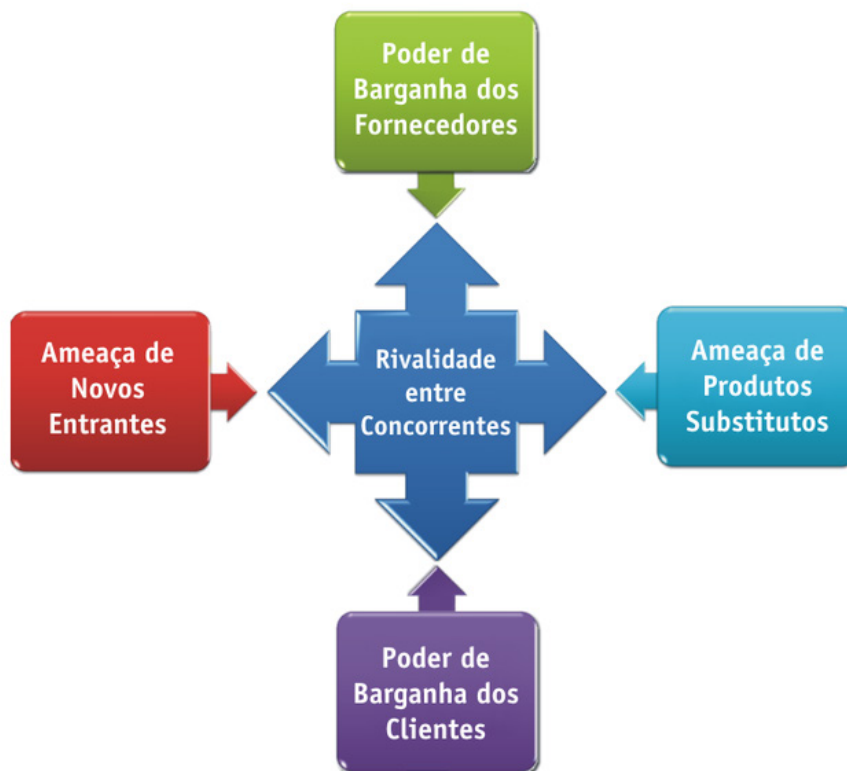 Poder de
Barganha dos
Fornecedores
Ameaça de
Novos
Entrantes
Rivalidade
entre
Concorrentes
Ameaça de
Produtos
Substitutos
Poder de
Barganha dos
Clientes